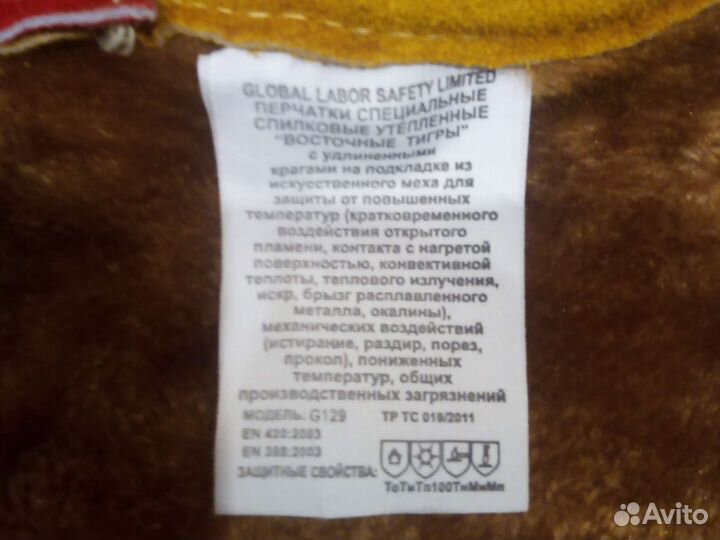 GLOBAL LABOR SAFETY LIMITED
ПЕРЧАТКИ СПЕЦИАЛЬНЫЕ
СПИЛКОВЫЕ УТЕПЛЕННЫЕ
"ВОСТОЧНЫЕ ТИГРЫ"
с удлиненными
крагами на подкладке из
искусственного меха для
защиты от повышенных
температур (кратковременного
воздействия открытого
пламени, контакта с нагретой
поверхностью, конвективной
теплоты, теплового излучения,
искр, брызг расплавленного
металла, окалины),
механических воздействий
(истирание, раздир, порез,
прокол), пониженных
температур, общих
производственных загрязнений
МОДЕЛЬ: G129 ТР ТС 019/2011
EN 420:2003
EN 388:2003
ЗАЩИТНЫЕ СВОЙСТВА:
ТоТиТп100ТнМиМп
Avito